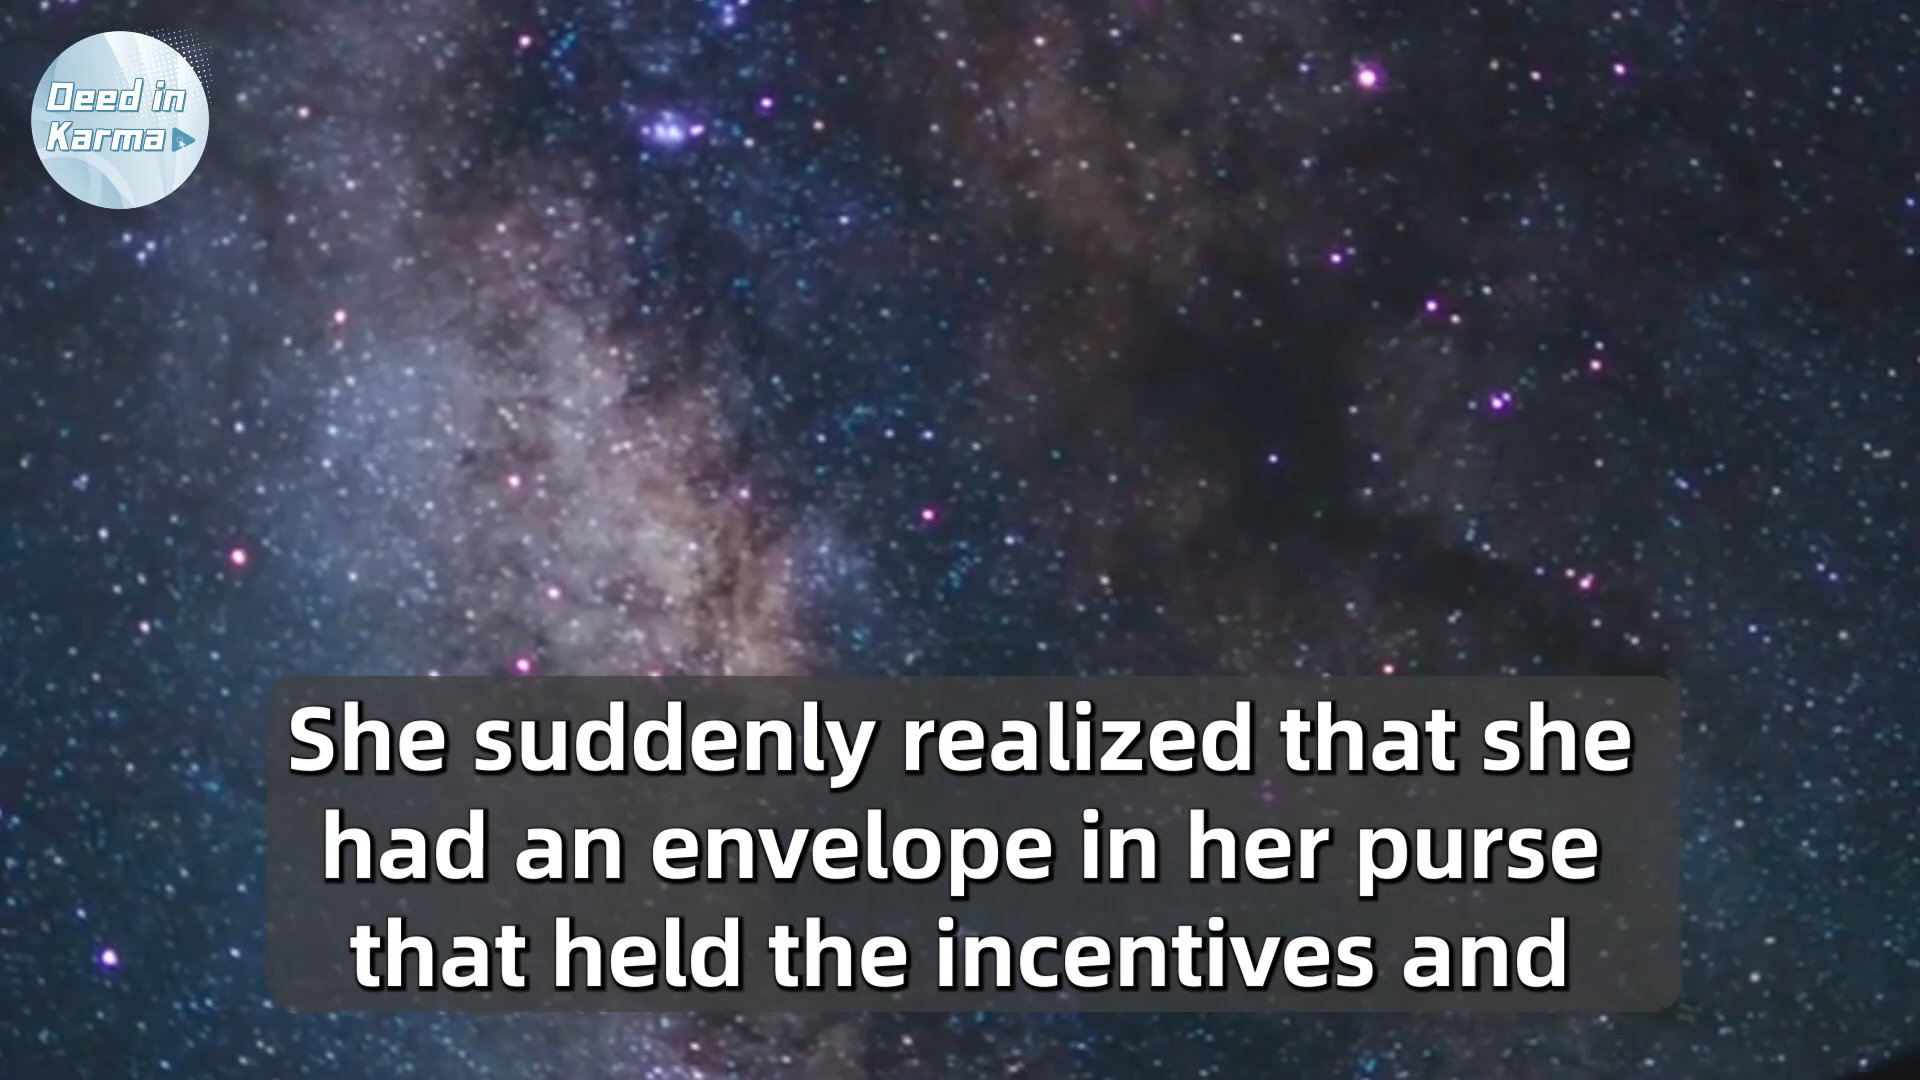 Deed in
Karma
She suddenly realized that she
had an envelope in her purse
that held the incentives and